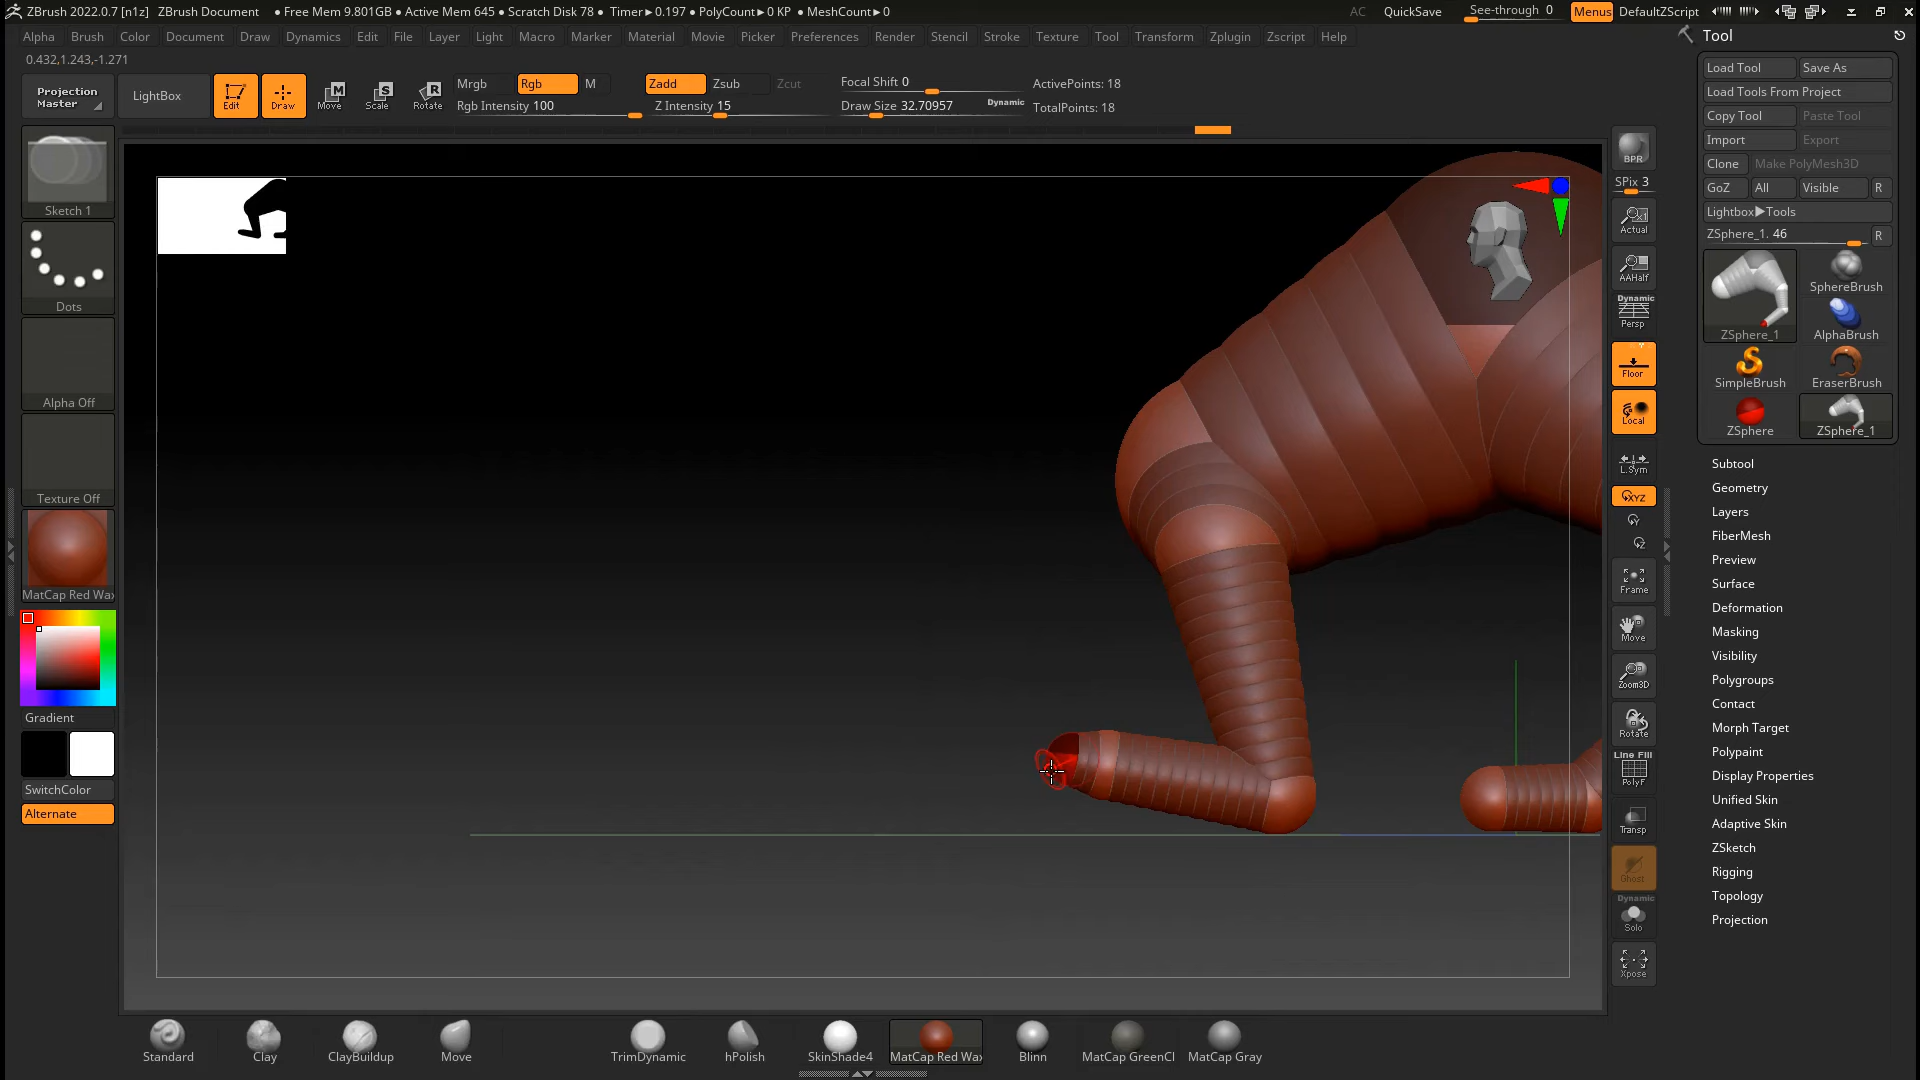 ZBrush 2022.0.7 [n1z] ZBrush Document • Free Mem 9.801GB • Active Mem 645 • Scratch Disk 78 • Timer►0.197 • PolyCount►0 KP • MeshCount►0 AC QuickSave See-through 0 Menus DefaultZScript
Alpha Brush Color Document Draw Dynamics Edit File Layer Light Macro Marker Material Movie Picker Preferences Render Stencil Stroke Texture Tool Transform Zplugin Zscript Help
0.432,1.243,-1.271
Projection Master
LightBox
Edit
Draw
Move
Scale
Rotate
Mrgb Rgb M
Rgb Intensity 100
Zadd Zsub Zcut
Z Intensity 15
Focal Shift 0
Draw Size 32.70957
Dynamic
ActivePoints: 18
TotalPoints: 18
Sketch 1
Dots
Alpha Off
Texture Off
MatCap Red Wax
Gradient
SwitchColor
Alternate
BPR
SPix 3
Actual
AAHalf
Dynamic
Persp
Floor
Local
L.Sym
XYZ
Y
Z
Frame
Move
Zoom3D
Rotate
Line Fill
PolyF
Transp
Ghost
Dynamic
Solo
Xpose
Tool
Load Tool Save As
Load Tools From Project
Copy Tool Paste Tool
Import Export
Clone Make PolyMesh3D
GoZ All Visible R
Lightbox►Tools
ZSphere_1. 46 R
ZSphere_1
SphereBrush
AlphaBrush
SimpleBrush
EraserBrush
ZSphere
ZSphere_1
Subtool
Geometry
Layers
FiberMesh
Preview
Surface
Deformation
Masking
Visibility
Polygroups
Contact
Morph Target
Polypaint
Display Properties
Unified Skin
Adaptive Skin
ZSketch
Rigging
Topology
Projection
Standard Clay ClayBuildup Move TrimDynamic hPolish SkinShade4 MatCap Red Wax Blinn MatCap GreenCl MatCap Gray